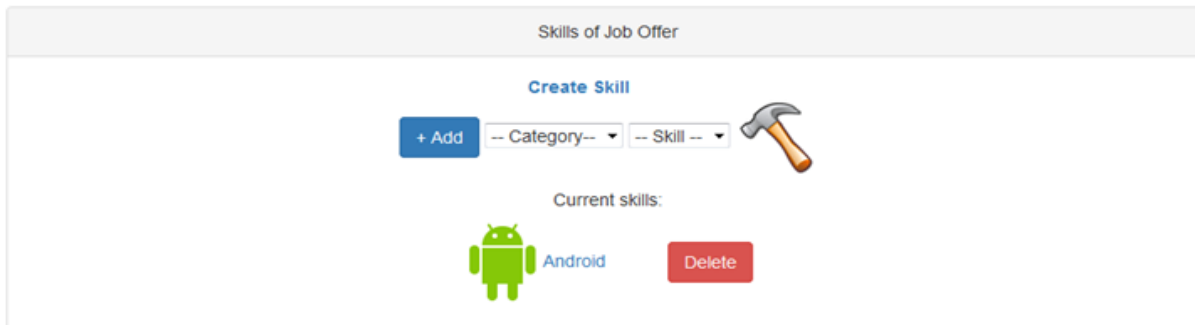 Skills of Job Offer
Create Skill
+ Add -- Category-- -- Skill --
Current skills:
Android Delete